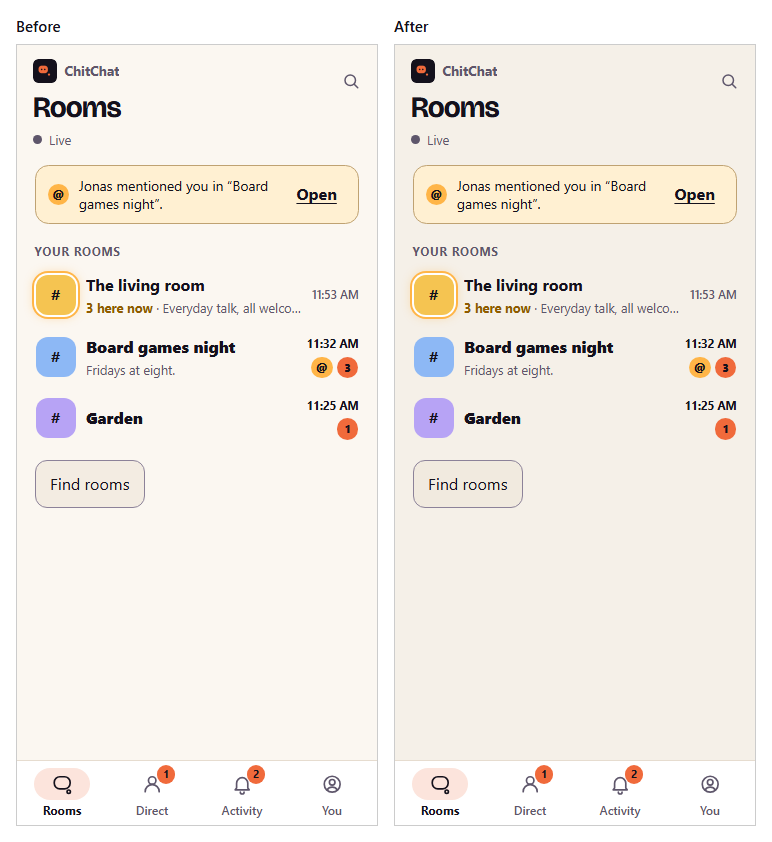 Before
ChitChat
Rooms
Live
@ Jonas mentioned you in “Board
games night”.
Open
YOUR ROOMS
# The living room
3 here now · Everyday talk, all welco...
11:53 AM
# Board games night
Fridays at eight.
11:32 AM
@ 3
# Garden
11:25 AM
1
Find rooms
1
2
Rooms Direct Activity You
After
ChitChat
Rooms
Live
@ Jonas mentioned you in “Board
games night”.
Open
YOUR ROOMS
# The living room
3 here now · Everyday talk, all welco...
11:53 AM
# Board games night
Fridays at eight.
11:32 AM
@ 3
# Garden
11:25 AM
1
Find rooms
1
2
Rooms Direct Activity You